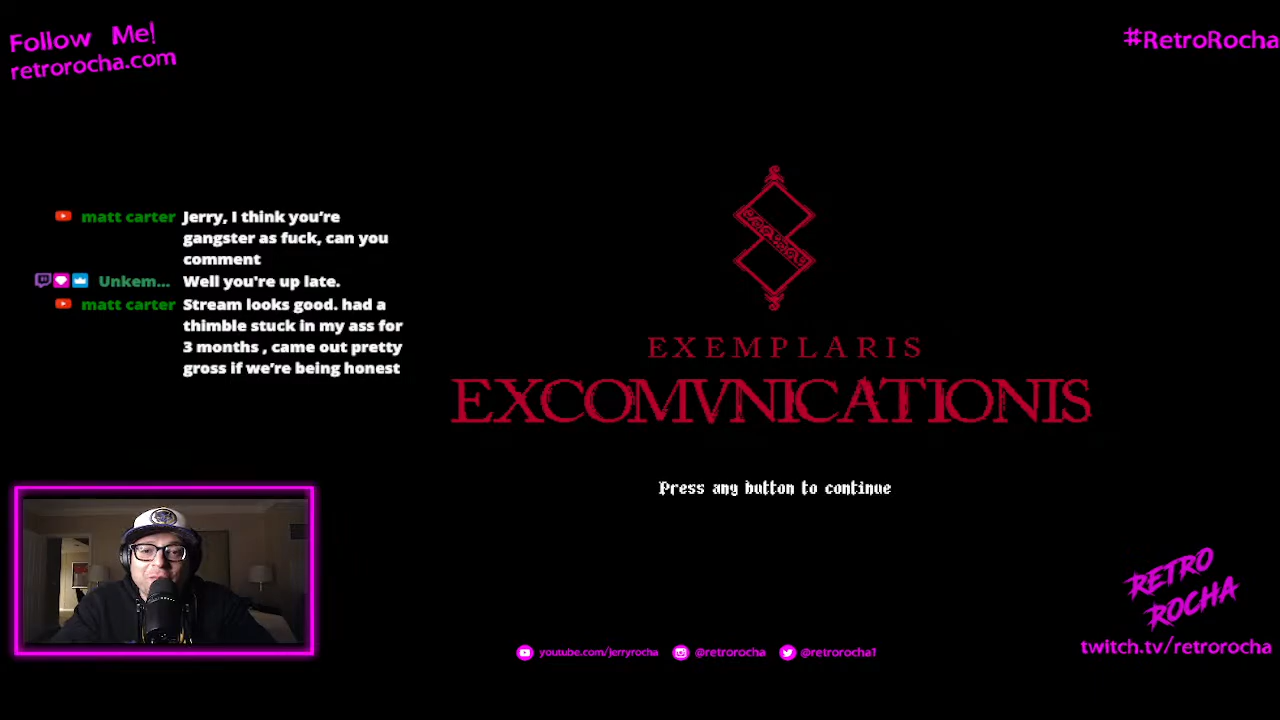 Follow Me!
retrorocha.com
#RetroRocha
matt carter Jerry, I think you're
gangster as fuck, can you
comment
Unkem... Well you're up late.
matt carter Stream looks good. had a
thimble stuck in my ass for
3 months , came out pretty
gross if we're being honest
EXEMPLARIS
EXCOMVNICATIONIS
Press any button to continue
RETRO
ROCHA
twitch.tv/retrorocha
youtube.com/jerryrocha @retrorocha @retrorocha1